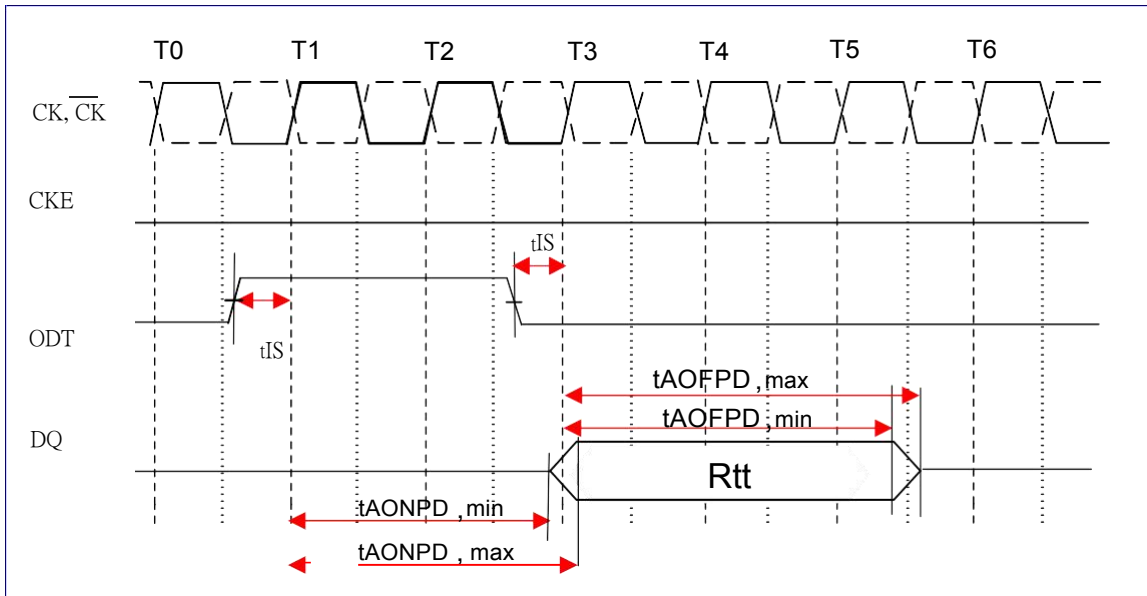 T0 T1 T2 T3 T4 T5 T6
CK, C̅K̅
CKE
tIS
ODT
tIS
tAOFPD , max
tAOFPD , min
DQ
Rtt
tAONPD , min
tAONPD , max